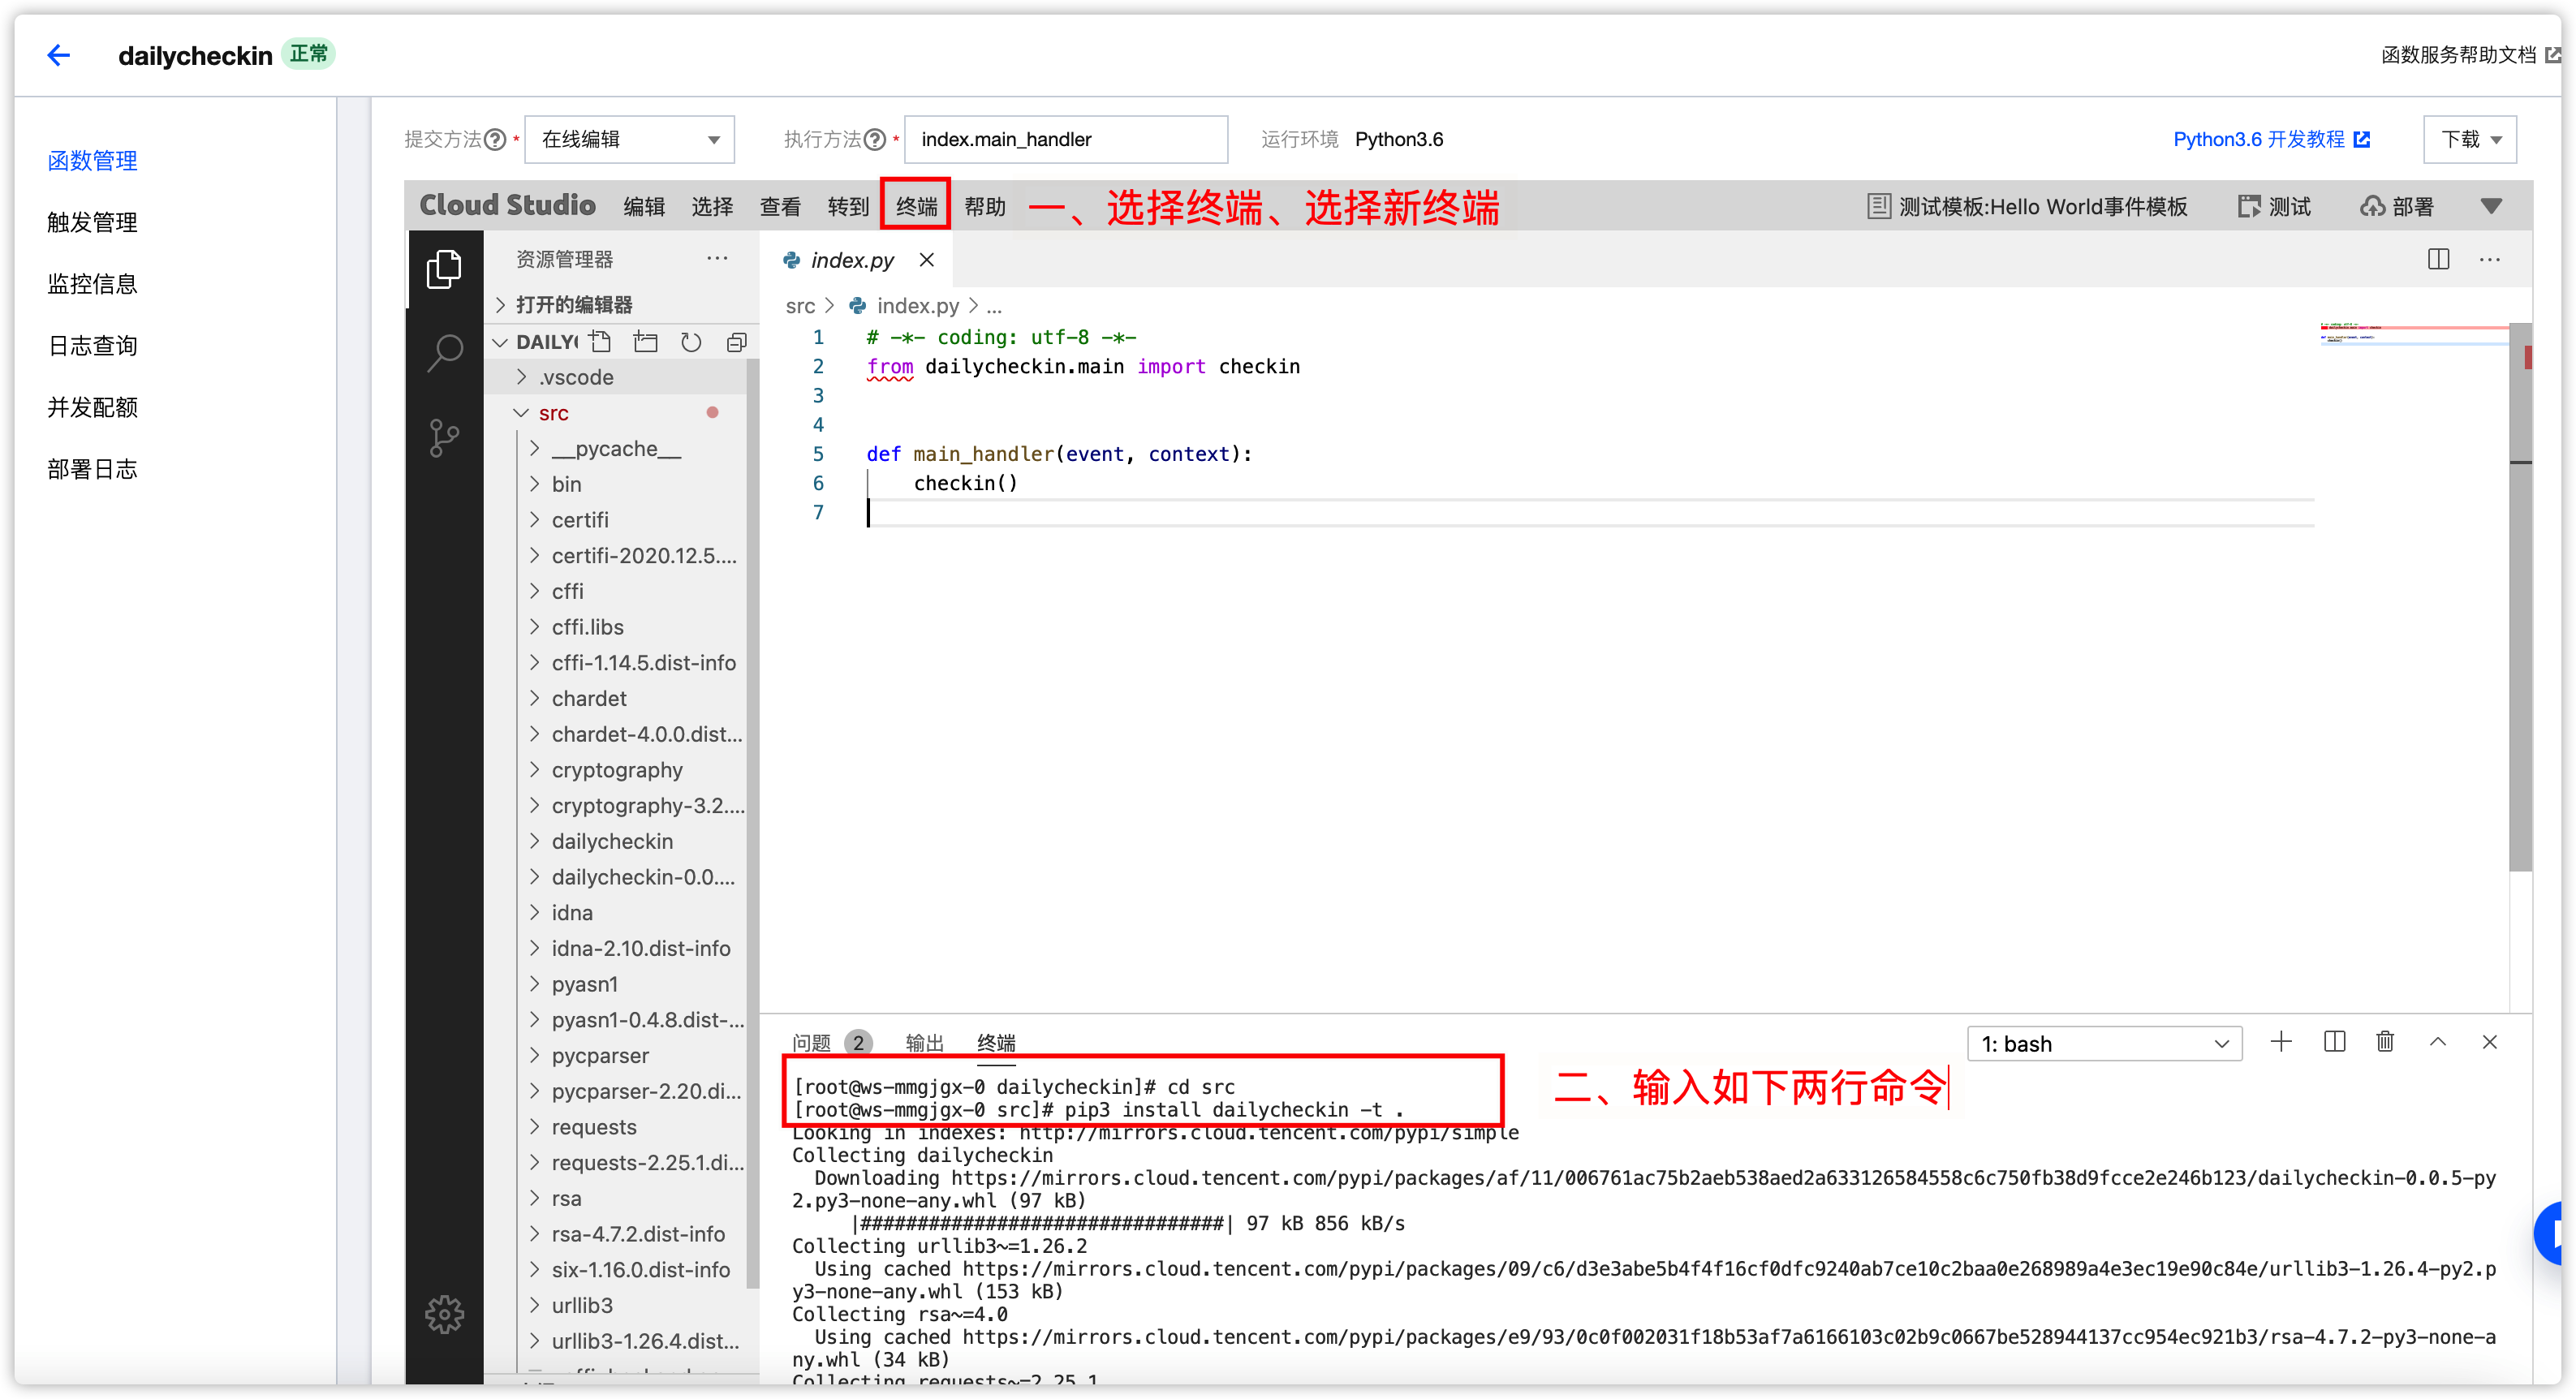 dailycheckin 正常
函数服务帮助文档
函数管理
触发管理
监控信息
日志查询
并发配额
部署日志
提交方法 * 在线编辑 执行方法 * index.main_handler 运行环境 Python3.6 Python3.6 开发教程 下载
Cloud Studio 编辑 选择 查看 转到 终端 帮助 一、选择终端、选择新终端 测试模板:Hello World事件模板 测试 部署
资源管理器 ...
打开的编辑器
DAILY
.vscode
src
__pycache__
bin
certifi
certifi-2020.12.5....
cffi
cffi.libs
cffi-1.14.5.dist-info
chardet
chardet-4.0.0.dist...
cryptography
cryptography-3.2....
dailycheckin
dailycheckin-0.0....
idna
idna-2.10.dist-info
pyasn1
pyasn1-0.4.8.dist-...
pycparser
pycparser-2.20.di...
requests
requests-2.25.1.di...
rsa
rsa-4.7.2.dist-info
six-1.16.0.dist-info
urllib3
urllib3-1.26.4.dist...
index.py
src > index.py > ...
1 # -*- coding: utf-8 -*-
2 from dailycheckin.main import checkin
3
4
5 def main_handler(event, context):
6 checkin()
7
问题 2 输出 终端 1: bash
[root@ws-mmgjgx-0 dailycheckin]# cd src
[root@ws-mmgjgx-0 src]# pip3 install dailycheckin -t .
二、输入如下两行命令
Looking in indexes: http://mirrors.cloud.tencent.com/pypi/simple
Collecting dailycheckin
Downloading https://mirrors.cloud.tencent.com/pypi/packages/af/11/006761ac75b2aeb538aed2a633126584558c6c750fb38d9fcce2e246b123/dailycheckin-0.0.5-py
2.py3-none-any.whl (97 kB)
|################################| 97 kB 856 kB/s
Collecting urllib3~=1.26.2
Using cached https://mirrors.cloud.tencent.com/pypi/packages/09/c6/d3e3abe5b4f4f16cf0dfc9240ab7ce10c2baa0e268989a4e3ec19e90c84e/urllib3-1.26.4-py2.p
y3-none-any.whl (153 kB)
Collecting rsa~=4.0
Using cached https://mirrors.cloud.tencent.com/pypi/packages/e9/93/0c0f002031f18b53af7a6166103c02b9c0667be528944137cc954ec921b3/rsa-4.7.2-py3-none-a
ny.whl (34 kB)
Collecting requests~=2.25.1